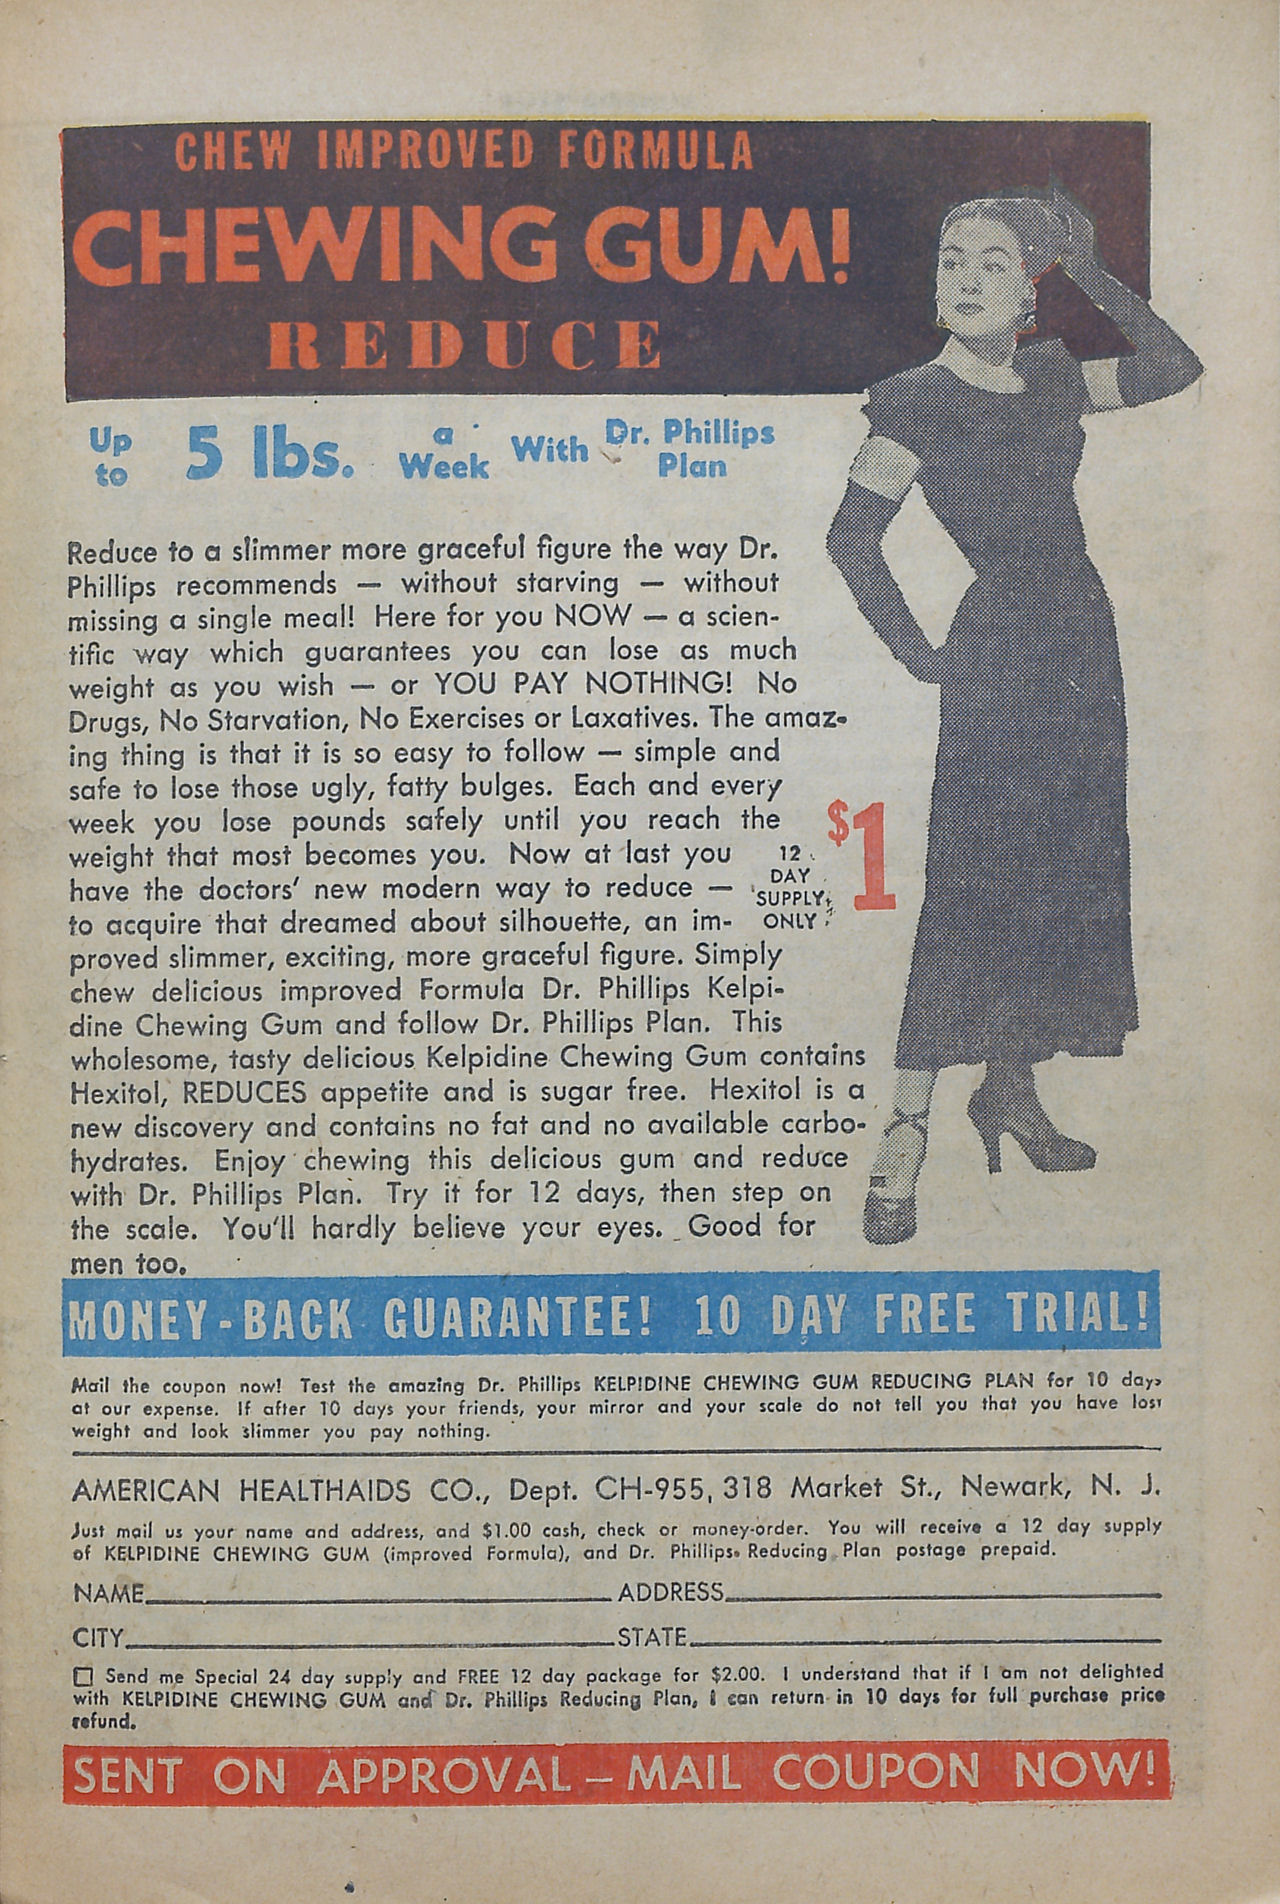 CHEW IMPROVED FORMULA
CHEWING GUM!
REDUCE
Up to 5 lbs. a Week With Dr. Phillips Plan
Reduce to a slimmer more graceful figure the way Dr.
Phillips recommends — without starving — without
missing a single meal! Here for you NOW — a scien-
tific way which guarantees you can lose as much
weight as you wish — or YOU PAY NOTHING! No
Drugs, No Starvation, No Exercises or Laxatives. The amaz-
ing thing is that it is so easy to follow — simple and
safe to lose those ugly, fatty bulges. Each and every
week you lose pounds safely until you reach the
weight that most becomes you. Now at last you
have the doctors' new modern way to reduce —
to acquire that dreamed about silhouette, an im-
proved slimmer, exciting, more graceful figure. Simply
chew delicious improved Formula Dr. Phillips Kelpi-
dine Chewing Gum and follow Dr. Phillips Plan. This
wholesome, tasty delicious Kelpidine Chewing Gum contains
Hexitol, REDUCES appetite and is sugar free. Hexitol is a
new discovery and contains no fat and no available carbo-
hydrates. Enjoy chewing this delicious gum and reduce
with Dr. Phillips Plan. Try it for 12 days, then step on
the scale. You'll hardly believe your eyes. Good for
men too.
12
DAY
SUPPLY
ONLY
$1
MONEY-BACK GUARANTEE! 10 DAY FREE TRIAL!
Mail the coupon now! Test the amazing Dr. Phillips KELPIDINE CHEWING GUM REDUCING PLAN for 10 days
at our expense. If after 10 days your friends, your mirror and your scale do not tell you that you have lost
weight and look slimmer you pay nothing.
AMERICAN HEALTHAIDS CO., Dept. CH-955, 318 Market St., Newark, N. J.
Just mail us your name and address, and $1.00 cash, check or money-order. You will receive a 12 day supply
of KELPIDINE CHEWING GUM (improved Formula), and Dr. Phillips Reducing Plan postage prepaid.
NAME ADDRESS
CITY STATE
Send me Special 24 day supply and FREE 12 day package for $2.00. I understand that if I am not delighted
with KELPIDINE CHEWING GUM and Dr. Phillips Reducing Plan, I can return in 10 days for full purchase price
refund.
SENT ON APPROVAL — MAIL COUPON NOW!